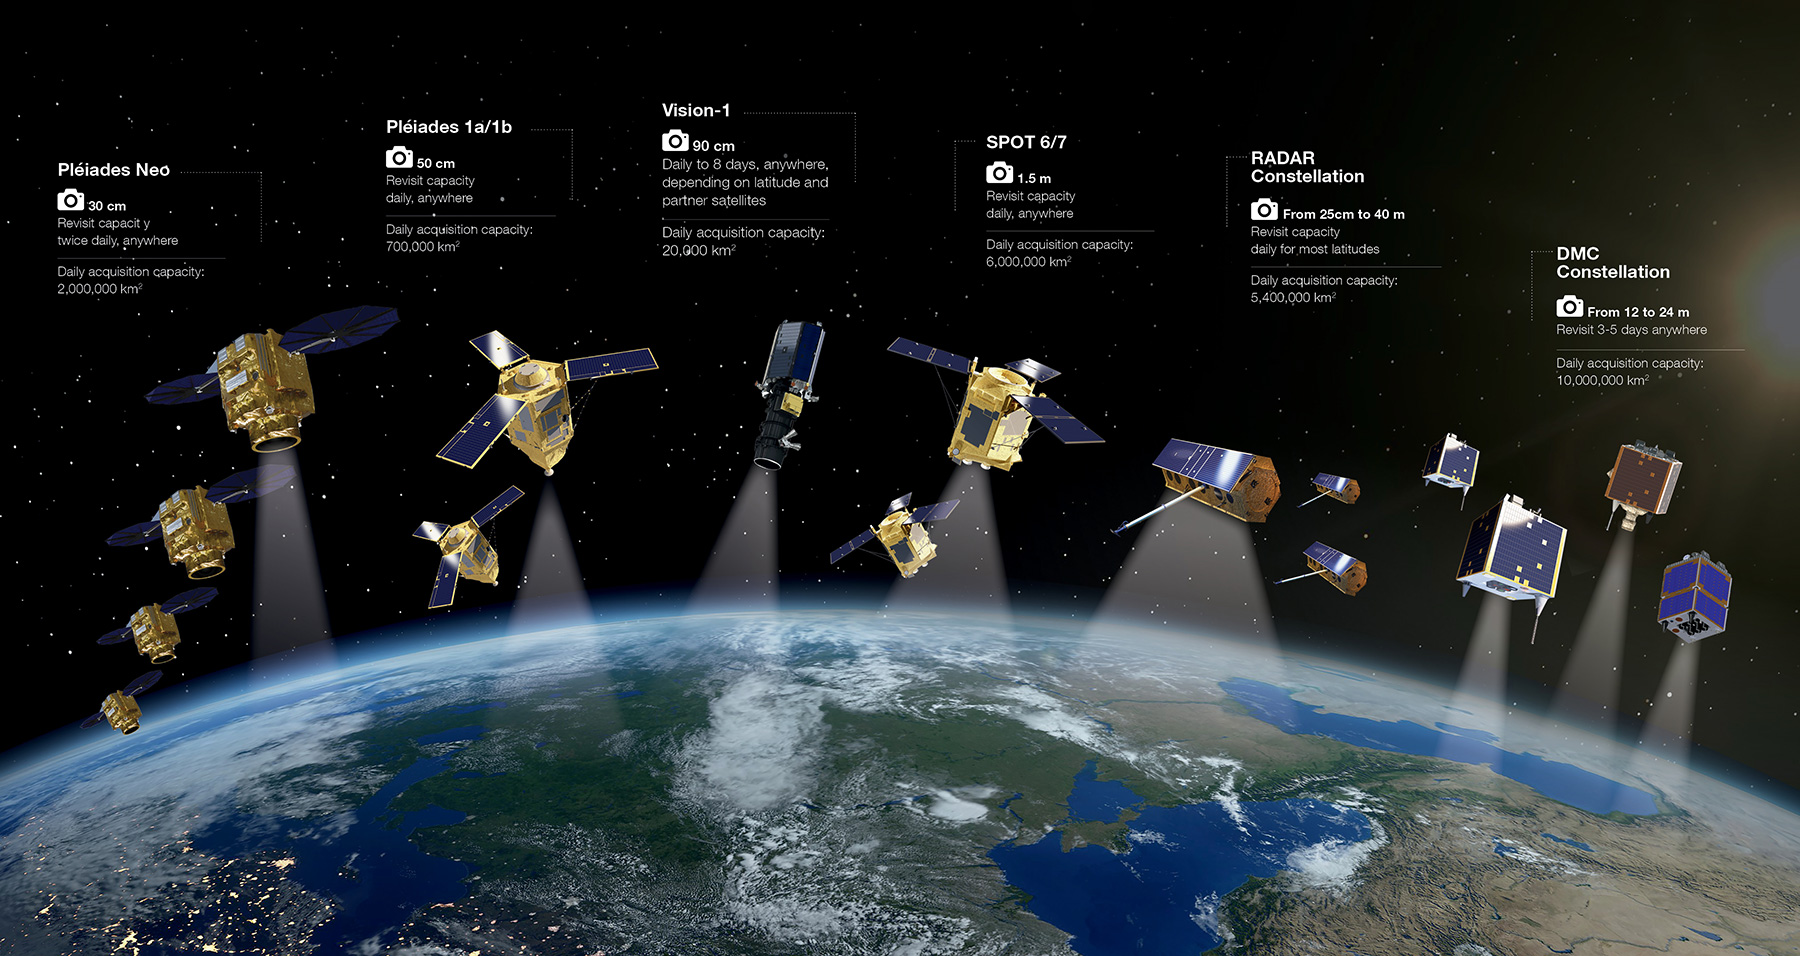 Pléiades Neo
30 cm
Revisit capacit y
twice daily, anywhere
Daily acquisition capacity:
2,000,000 km²
Pléiades 1a/1b
50 cm
Revisit capacity
daily, anywhere
Daily acquisition capacity:
700,000 km²
Vision-1
90 cm
Daily to 8 days, anywhere,
depending on latitude and
partner satellites
Daily acquisition capacity:
20,000 km²
SPOT 6/7
1.5 m
Revisit capacity
daily, anywhere
Daily acquisition capacity:
6,000,000 km²
RADAR
Constellation
From 25cm to 40 m
Revisit capacity
daily for most latitudes
Daily acquisition capacity:
5,400,000 km²
DMC
Constellation
From 12 to 24 m
Revisit 3-5 days anywhere
Daily acquisition capacity:
10,000,000 km²